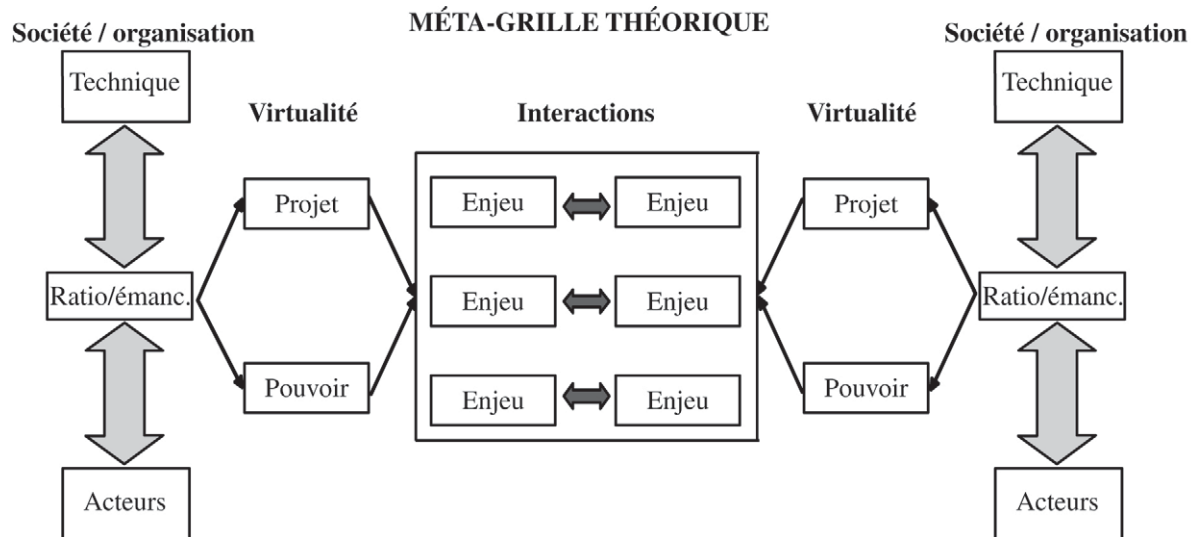 MÉTA-GRILLE THÉORIQUE
Société / organisation
Société / organisation
Technique
Technique
Virtualité
Interactions
Virtualité
Projet
Enjeu
Enjeu
Projet
Ratio/émanc.
Enjeu
Enjeu
Ratio/émanc.
Pouvoir
Enjeu
Enjeu
Pouvoir
Acteurs
Acteurs